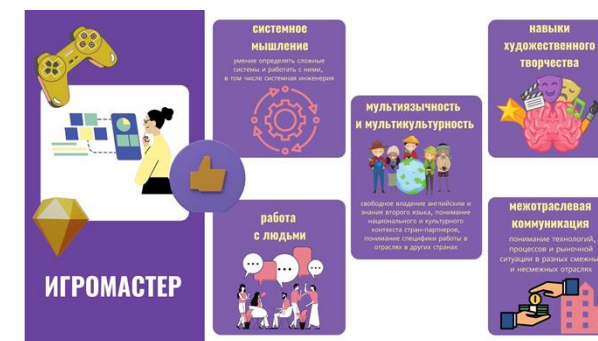 ИГРОМАСТЕР
системное
мышление
умение определять сложные
системы и работать с ними,
в том числе системная инженерия
работа
с людьми
мультиязычность
и мультикультурность
свободное владение английским и
знание второго языка, понимание
национального и культурного
контекста стран-партнеров,
понимание специфики работы в
отраслях в других странах
навыки
художественного
творчества
межотраслевая
коммуникация
понимание технологий,
процессов и рыночной
ситуации в разных смежных
и несмежных отраслях